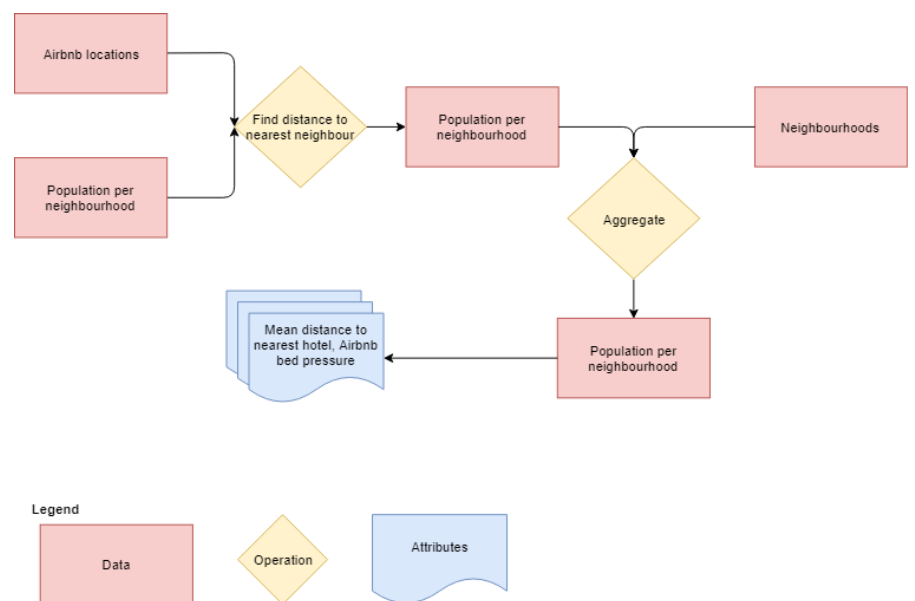 Airbnb locations
Find distance to
nearest neighbour
Population per
neighbourhood
Neighbourhoods
Population per
neighbourhood
Aggregate
Mean distance to
nearest hotel, Airbnb
bed pressure
Population per
neighbourhood
Legend
Data
Operation
Attributes